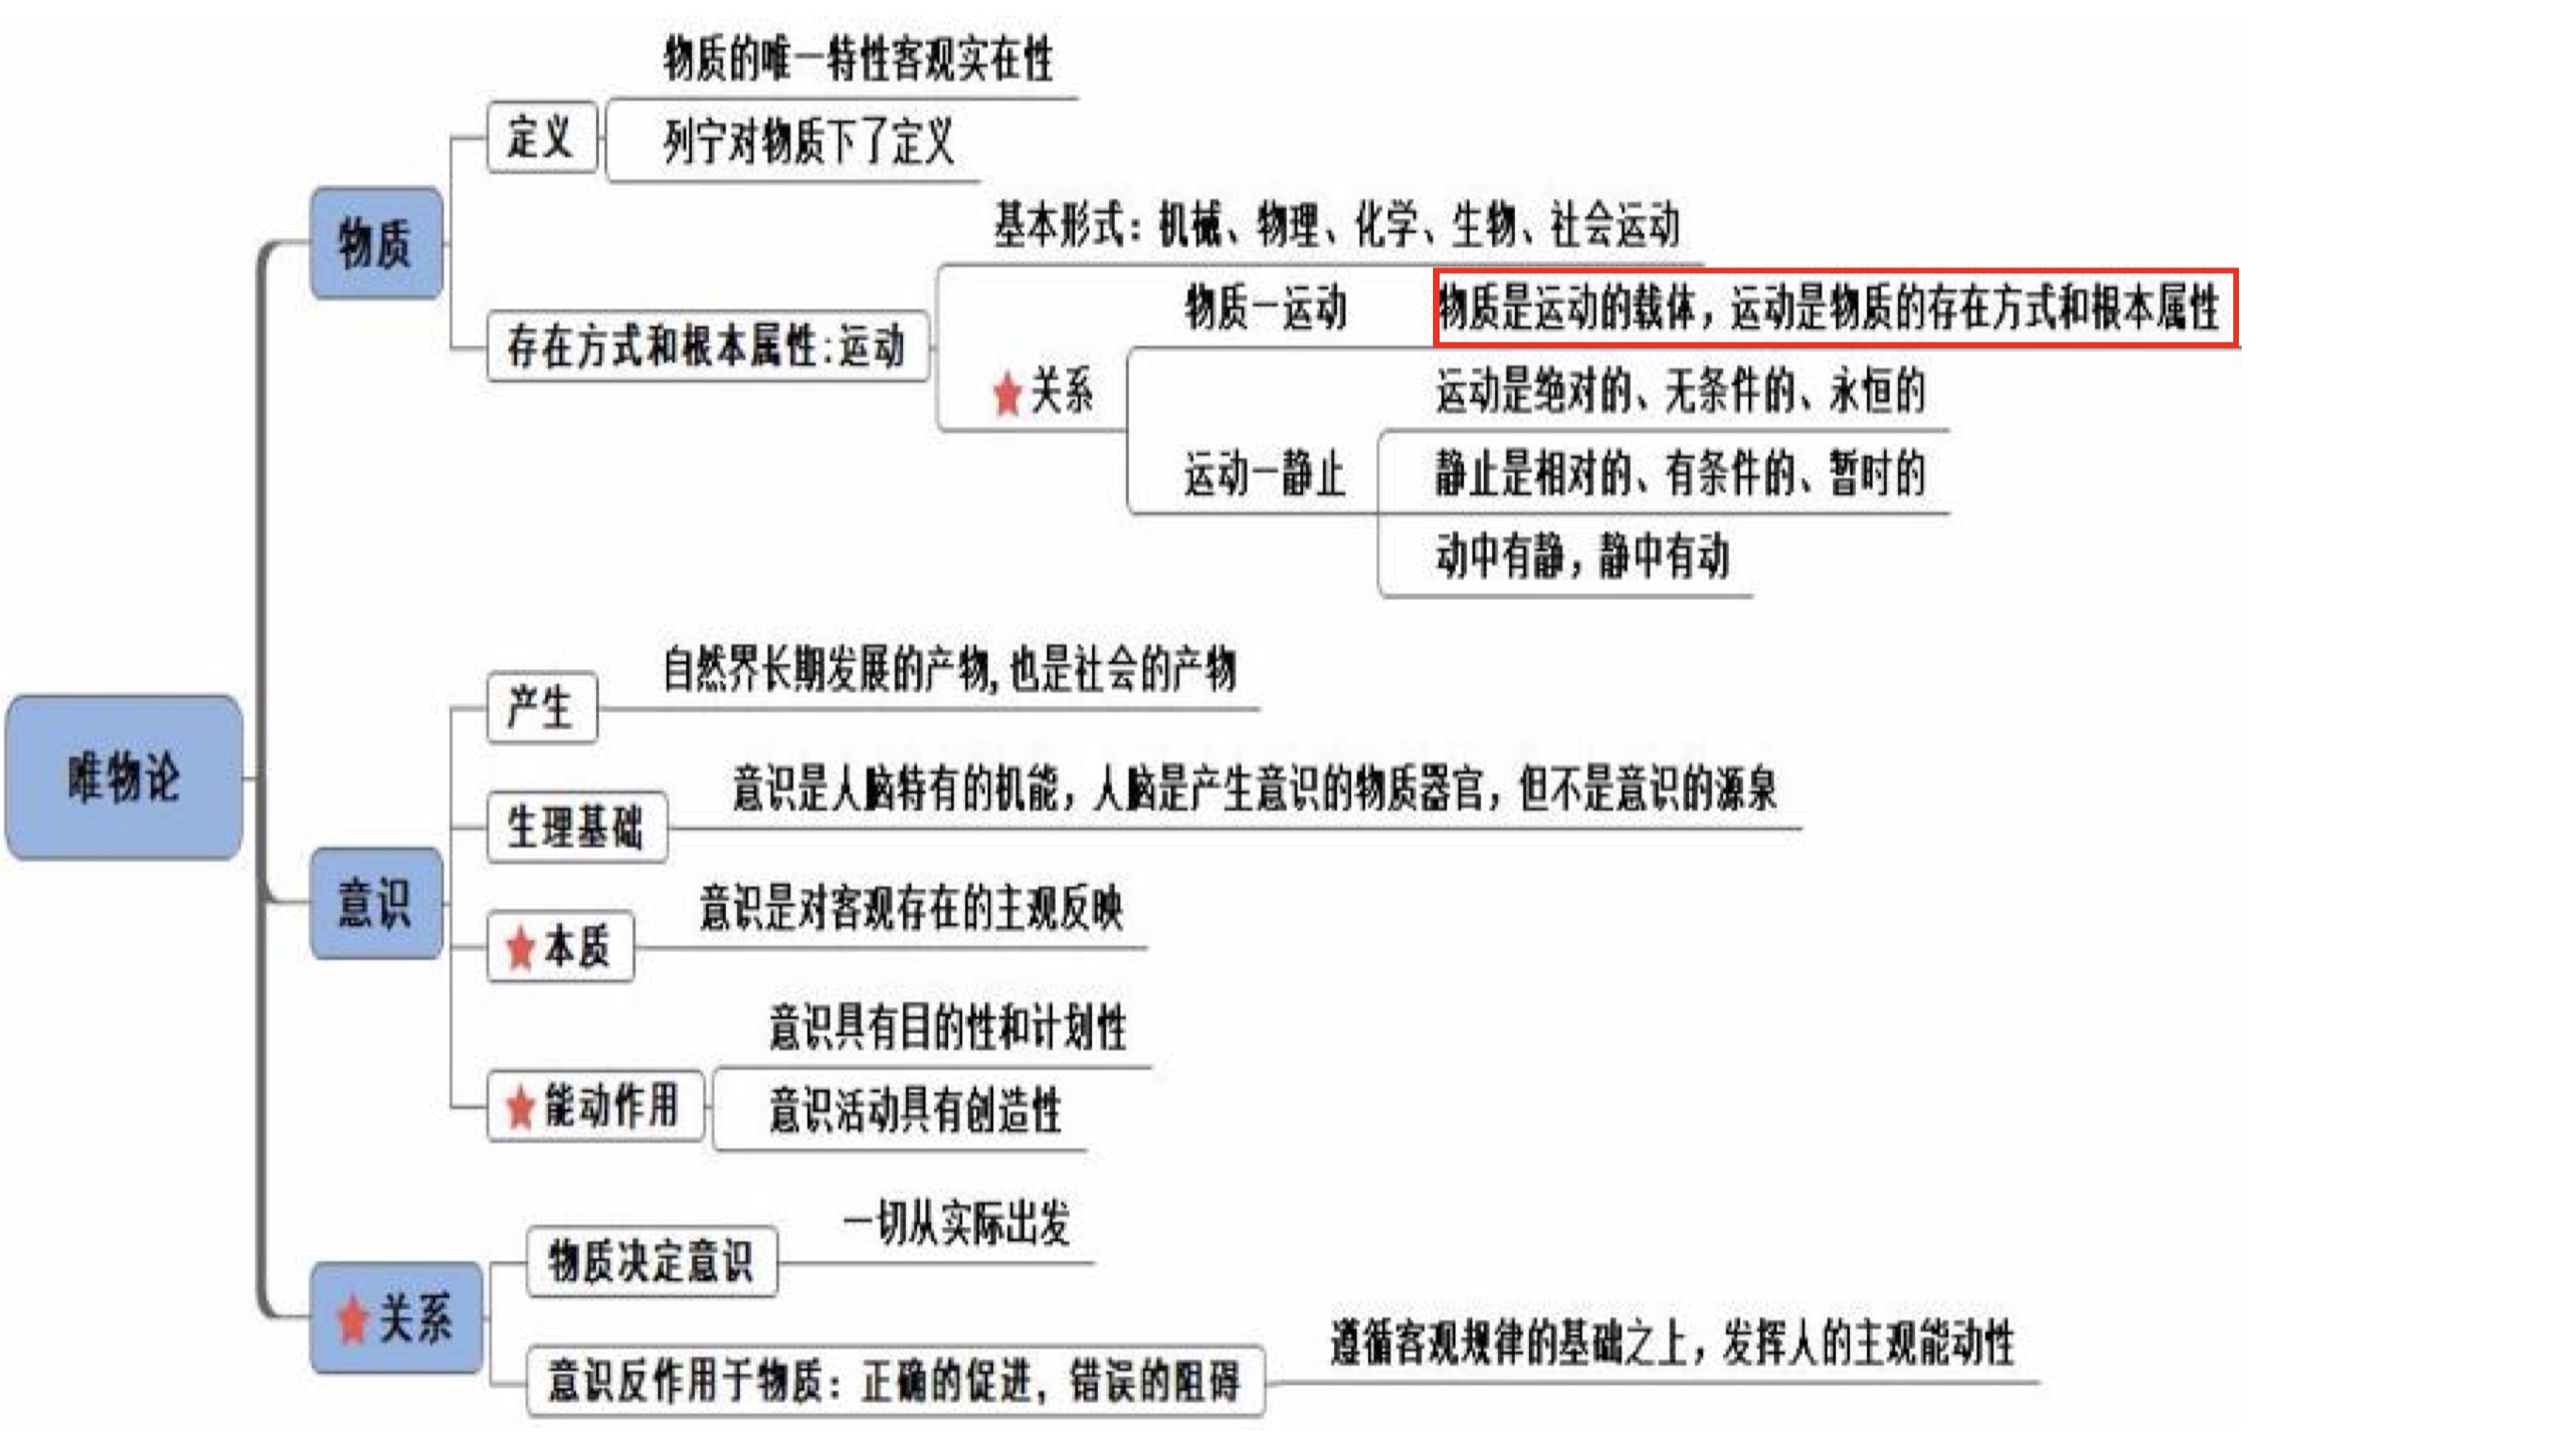 物质的唯一特性客观实在性
定义
列宁对物质下了定义
物质
基本形式：机械、物理、化学、生物、社会运动
物质—运动
物质是运动的载体，运动是物质的存在方式和根本属性
存在方式和根本属性:运动
★关系
运动是绝对的、无条件的、永恒的
运动—静止
静止是相对的、有条件的、暂时的
动中有静，静中有动
唯物论
自然界长期发展的产物,也是社会的产物
产生
意识是人脑特有的机能，人脑是产生意识的物质器官，但不是意识的源泉
生理基础
意识
意识是对客观存在的主观反映
★本质
意识具有目的性和计划性
★能动作用
意识活动具有创造性
一切从实际出发
物质决定意识
★关系
遵循客观规律的基础之上，发挥人的主观能动性
意识反作用于物质：正确的促进，错误的阻碍